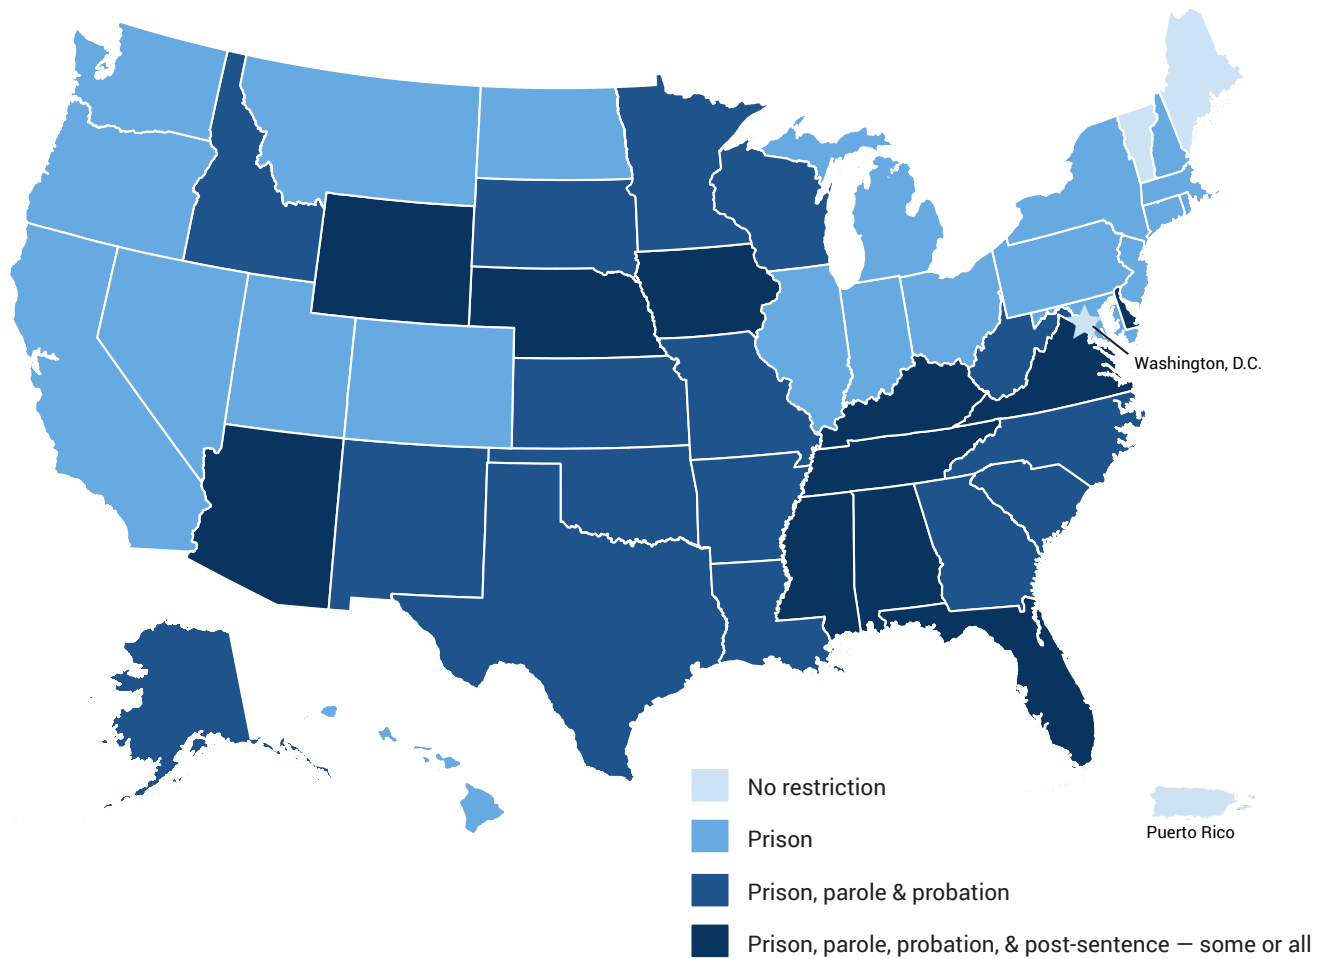 Washington, D.C.
No restriction
Prison
Puerto Rico
Prison, parole & probation
Prison, parole, probation, & post-sentence — some or all